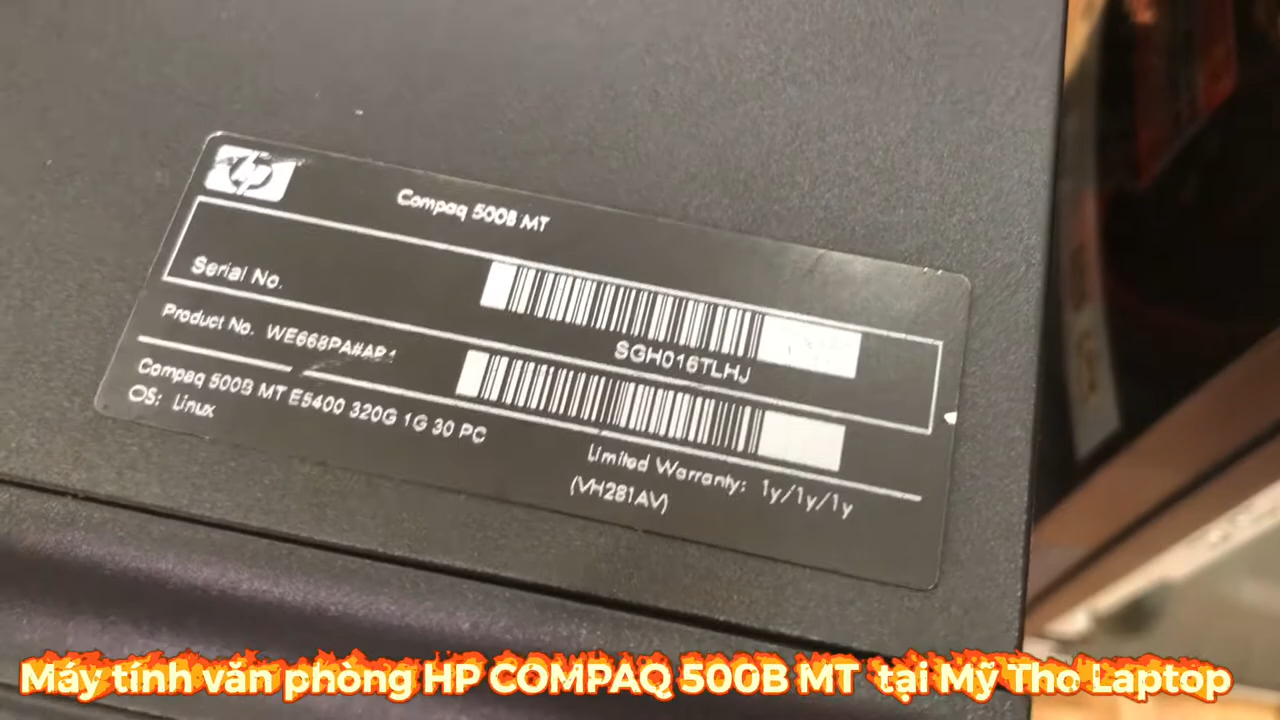 hp
Compaq 500B MT
Serial No.
SGH016TLHJ
Product No. WE668PA#AB4
Compaq 500B MT E5400 320G 1G 30 PC
OS: Linux
Limited Warranty: 1y/1y/1y
(VH281AV)
Máy tính văn phòng HP COMPAQ 500B MT tại Mỹ Tho Laptop